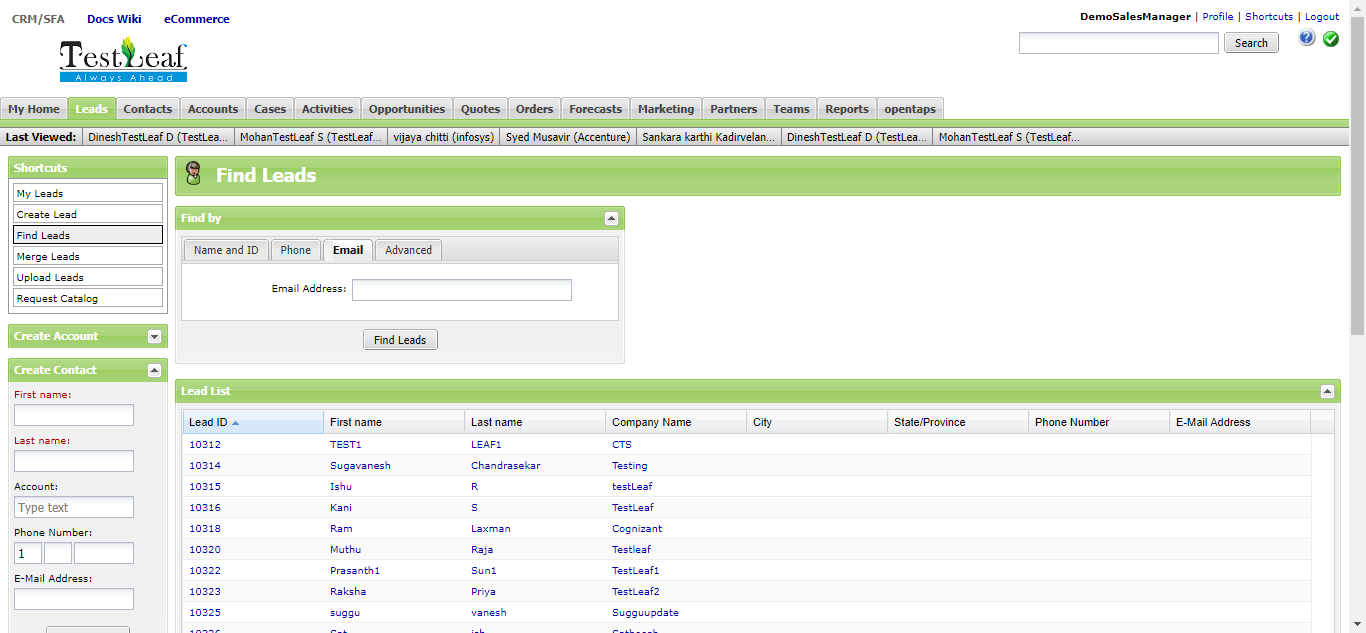 CRM/SFA Docs Wiki eCommerce
DemoSalesManager | Profile | Shortcuts | Logout
TestLeaf
Always Ahead
Search
My Home Leads Contacts Accounts Cases Activities Opportunities Quotes Orders Forecasts Marketing Partners Teams Reports opentaps
Last Viewed: DineshTestLeaf D (TestLea... MohanTestLeaf S (TestLeaf... vijaya chitti (infosys) Syed Musavir (Accenture) Sankara karthi Kadirvelan... DineshTestLeaf D (TestLea... MohanTestLeaf S (TestLeaf...
Shortcuts
My Leads
Create Lead
Find Leads
Merge Leads
Upload Leads
Request Catalog
Create Account
Create Contact
First name:
Last name:
Account:
Type text
Phone Number:
1
E-Mail Address:
Find Leads
Find by
Name and ID Phone Email Advanced
Email Address:
Find Leads
Lead List
Lead ID First name Last name Company Name City State/Province Phone Number E-Mail Address
10312 TEST1 LEAF1 CTS
10314 Sugavanesh Chandrasekar Testing
10315 Ishu R testLeaf
10316 Kani S TestLeaf
10318 Ram Laxman Cognizant
10320 Muthu Raja Testleaf
10322 Prasanth1 Sun1 TestLeaf1
10323 Raksha Priya TestLeaf2
10325 suggu vanesh Sugguupdate